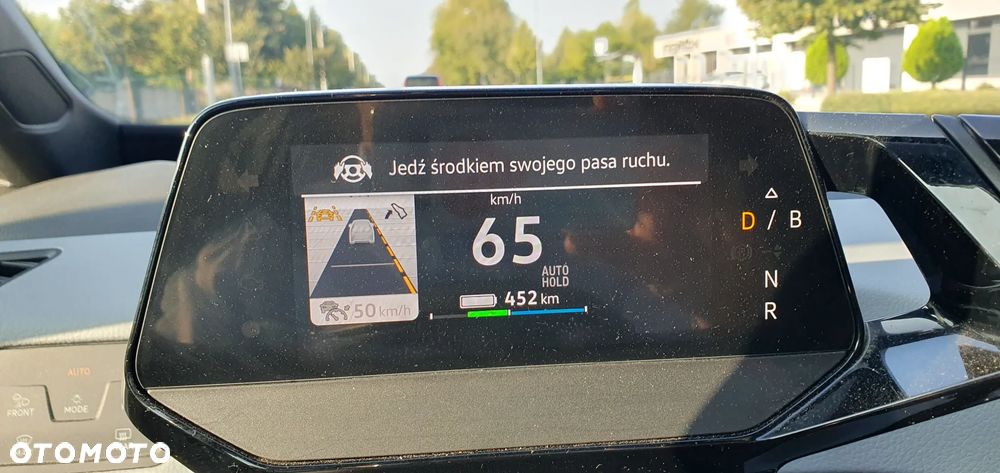 Jedź środkiem swojego pasa ruchu.
km/h
65
AUTO
HOLD
452 km
/50 km/h
D / B
N
R
AUTO
FRONT
MODE
OTOMOTO